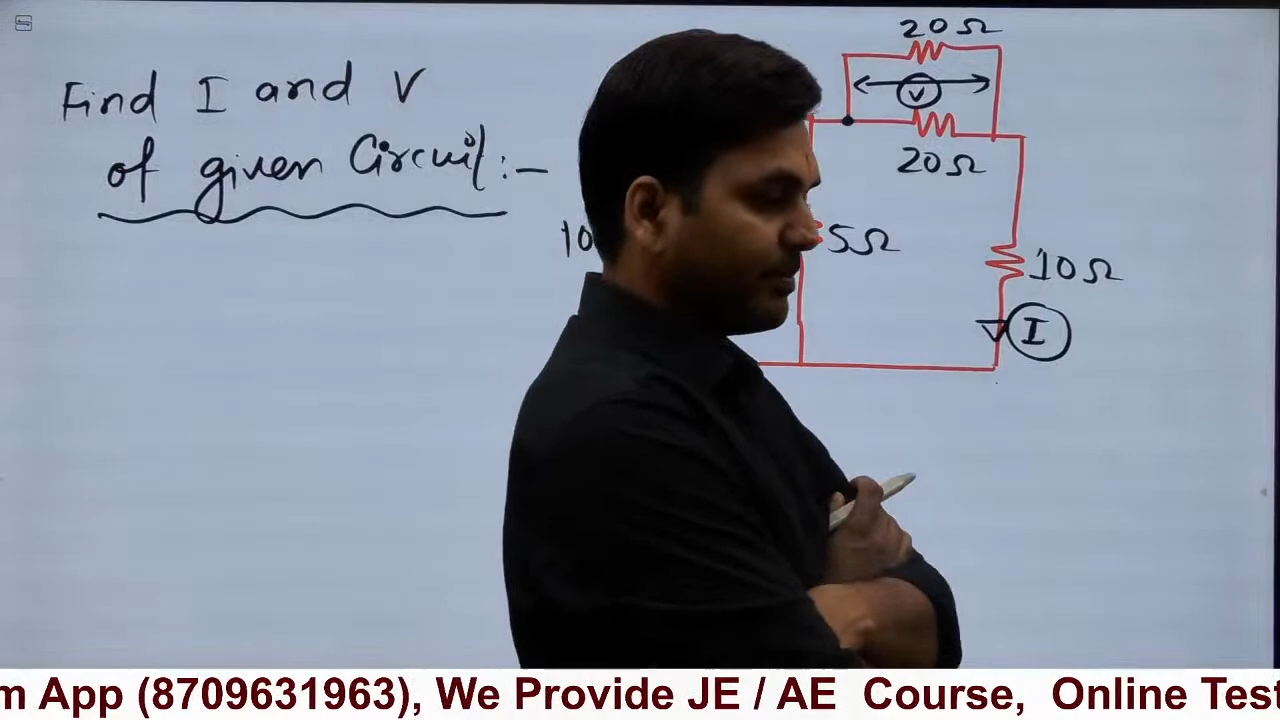 Find I and V
of given Circuit :-
20Ω
V
20Ω
10
5Ω
10Ω
I
m App (8709631963), We Provide JE / AE Course, Online Test